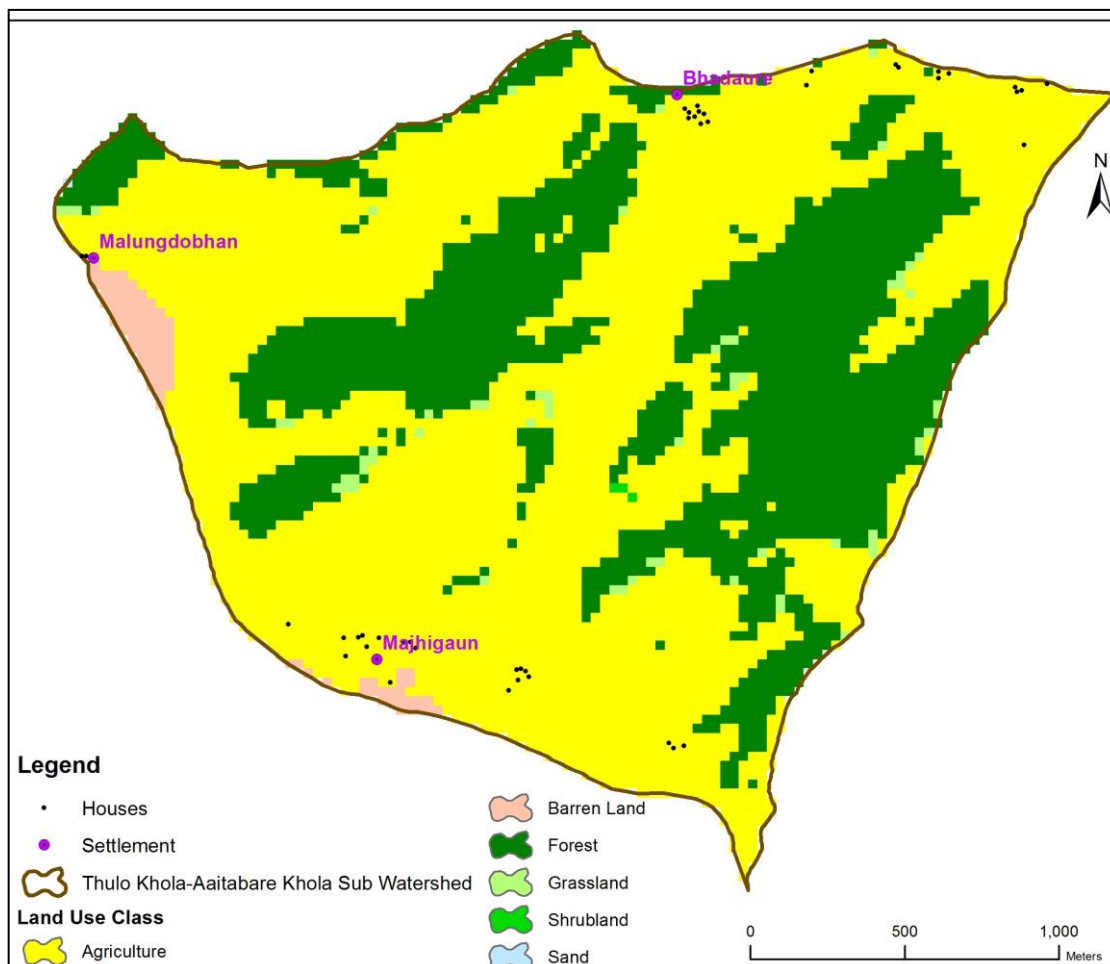 Bhadaure
N
Malungdobhan
Majhigaun
Legend
Houses
Settlement
Thulo Khola-Aaitabare Khola Sub Watershed
Land Use Class
Agriculture
Barren Land
Forest
Grassland
Shrubland
Sand
0 500 1,000
Meters